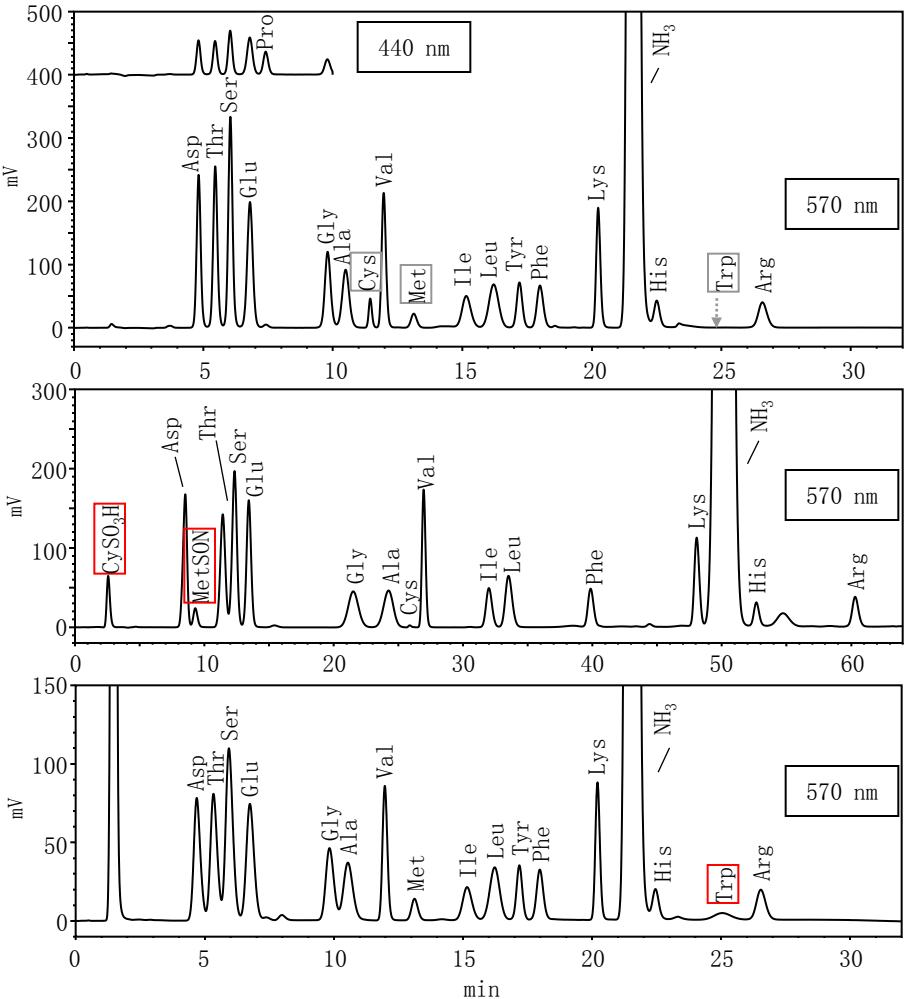 500
400
300
200
100
0
mV
440 nm
570 nm
Asp
Thr
Ser
Glu
Pro
Gly
Ala
Cys
Val
Met
Ile
Leu
Tyr
Phe
Lys
NH3
His
Trp
Arg
0 5 10 15 20 25 30
300
200
100
0
mV
570 nm
CySO3H
Asp
MetSON
Thr
Ser
Glu
Gly
Ala
Cys
Val
Ile
Leu
Phe
Lys
NH3
His
Arg
0 10 20 30 40 50 60
150
100
50
0
mV
570 nm
Asp
Thr
Ser
Glu
Gly
Ala
Val
Met
Ile
Leu
Tyr
Phe
Lys
NH3
His
Trp
Arg
0 5 10 15 20 25 30
min